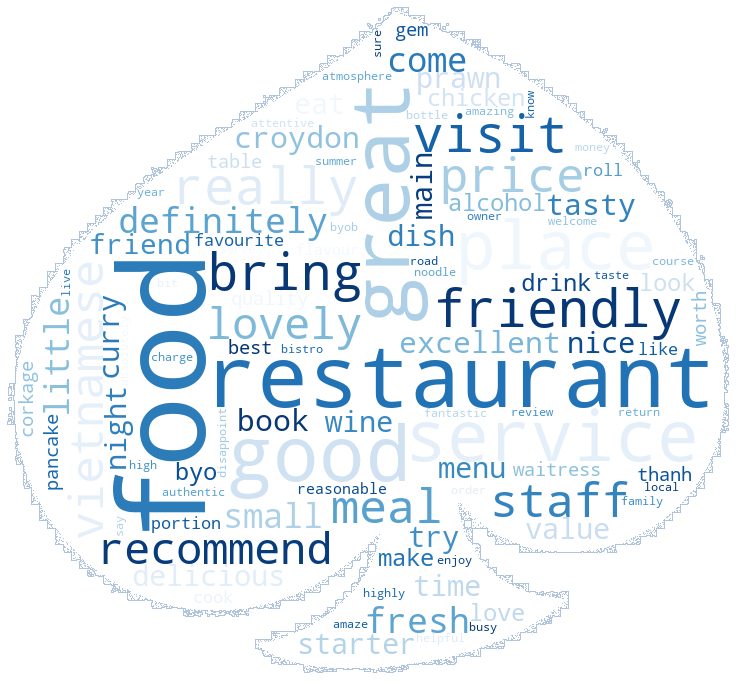 gem
sure
come
atmosphere
prawn
eat
great
chicken
know
attentive
bottle
amazing
croydon
visit
money
table
summer
main
price
roll
year
really
alcohol
tasty
byob
owner
welcome
definitely
flavour
dish
place
friend
favourite
road
course
live
vietnamese
bring
noodle
drink
taste
look
food
bit
quality
friendly
worth
little
night
curry
lovely
excellent
nice
like
charge
best
bistro
corkage
restaurant
pancake
book
wine
fantastic
review
return
good
service
disappoint
high
byo
menu
waitress
thanh
authentic
reasonable
order
local
say
portion
small
meal
staff
family
recommend
try
value
make
enjoy
delicious
cook
time
highly
love
amaze
fresh
busy
starter
helpful